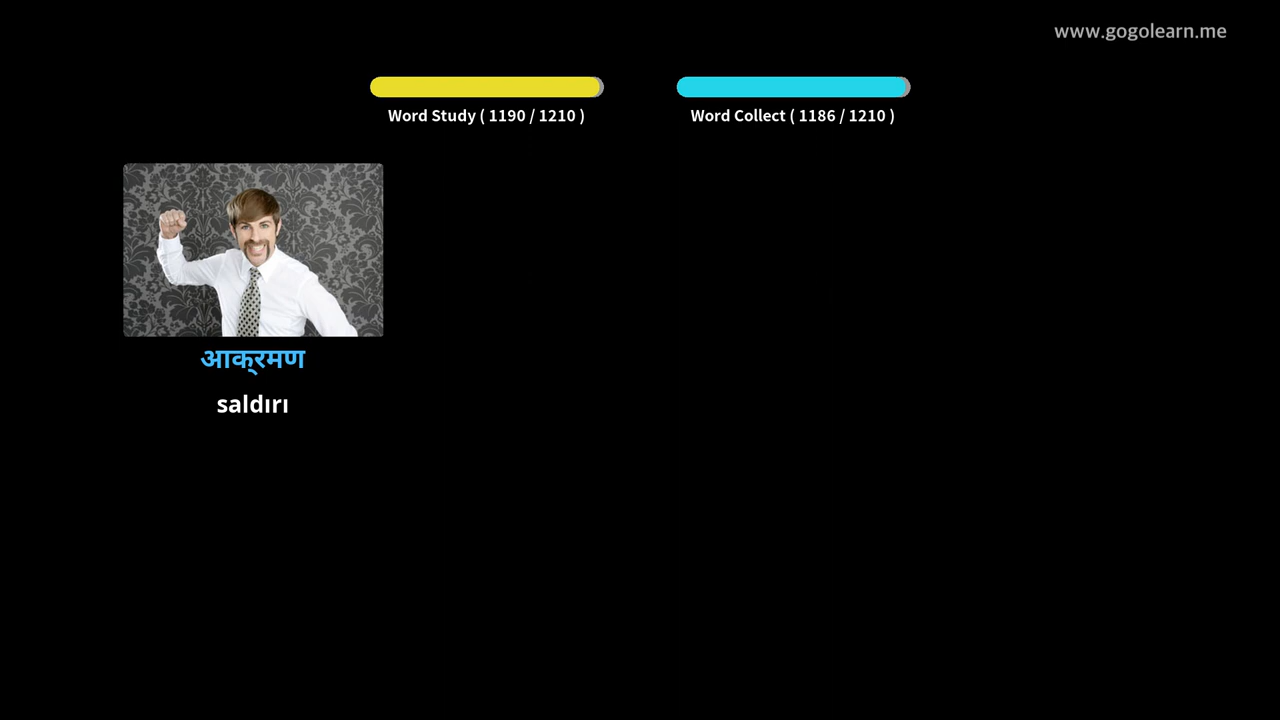 www.gogolearn.me
Word Study ( 1190 / 1210 )
Word Collect ( 1186 / 1210 )
आक्रमण
saldırı